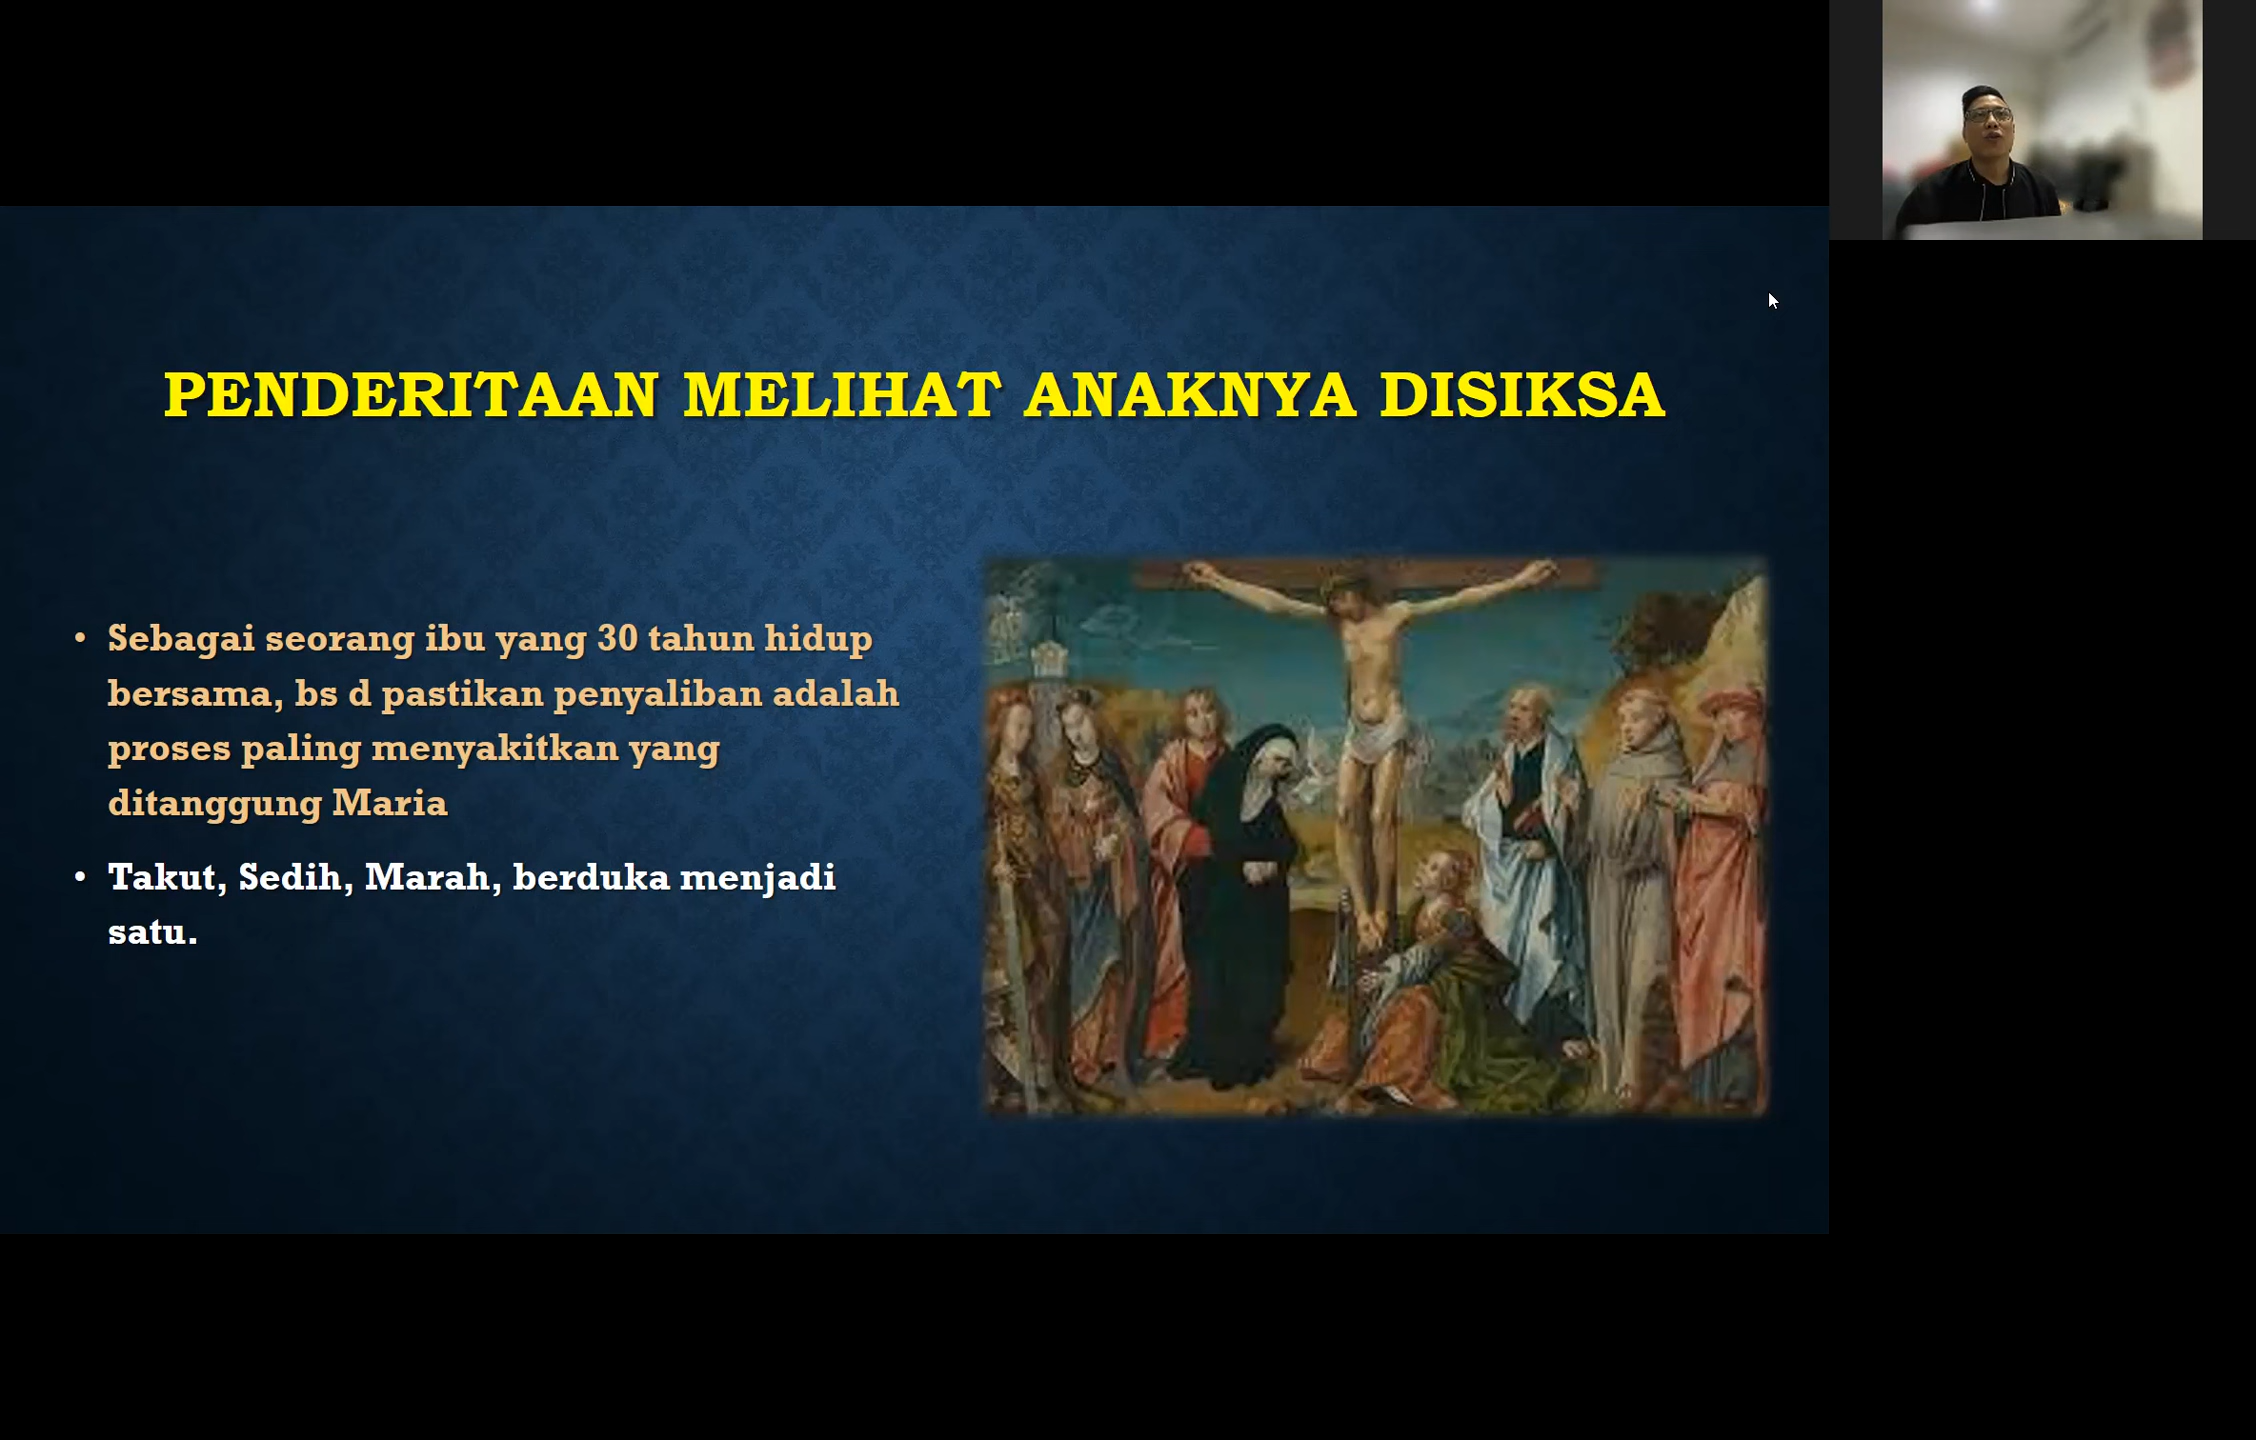 PENDERITAAN MELIHAT ANAKNYA DISIKSA
• Sebagai seorang ibu yang 30 tahun hidup
bersama, bs d pastikan penyaliban adalah
proses paling menyakitkan yang
ditanggung Maria
• Takut, Sedih, Marah, berduka menjadi
satu.